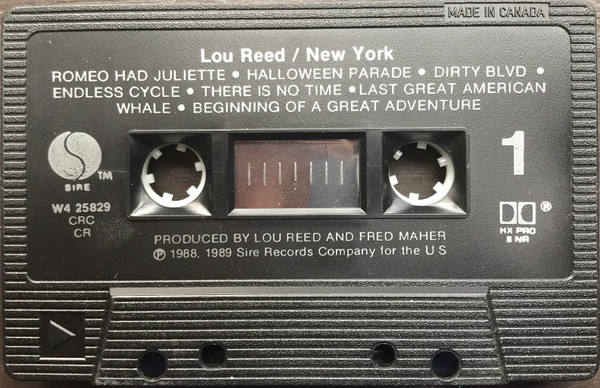 MADE IN CANADA
Lou Reed / New York
ROMEO HAD JULIETTE • HALLOWEEN PARADE • DIRTY BLVD •
ENDLESS CYCLE • THERE IS NO TIME • LAST GREAT AMERICAN
WHALE • BEGINNING OF A GREAT ADVENTURE
S TM
SIRE
1
W4 25829
CRC
CR
®
HX PRO
B NR
PRODUCED BY LOU REED AND FRED MAHER
℗ 1988, 1989 Sire Records Company for the U S